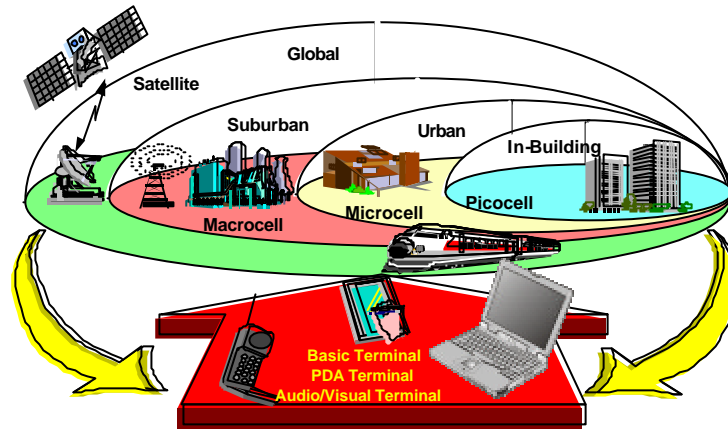 Global
Satellite
Suburban
Urban
In-Building
Macrocell
Microcell
Picocell
Basic Terminal
PDA Terminal
Audio/Visual Terminal